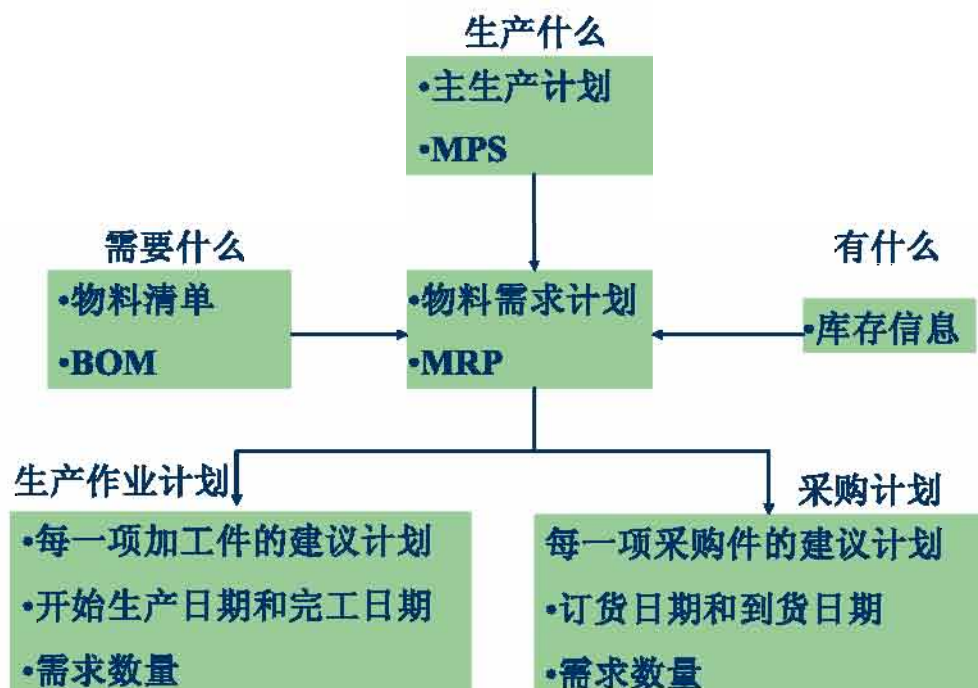 生产什么
•主生产计划
•MPS
需要什么
•物料清单
•BOM
•物料需求计划
•MRP
有什么
•库存信息
生产作业计划
•每一项加工件的建议计划
•开始生产日期和完工日期
•需求数量
采购计划
每一项采购件的建议计划
•订货日期和到货日期
•需求数量